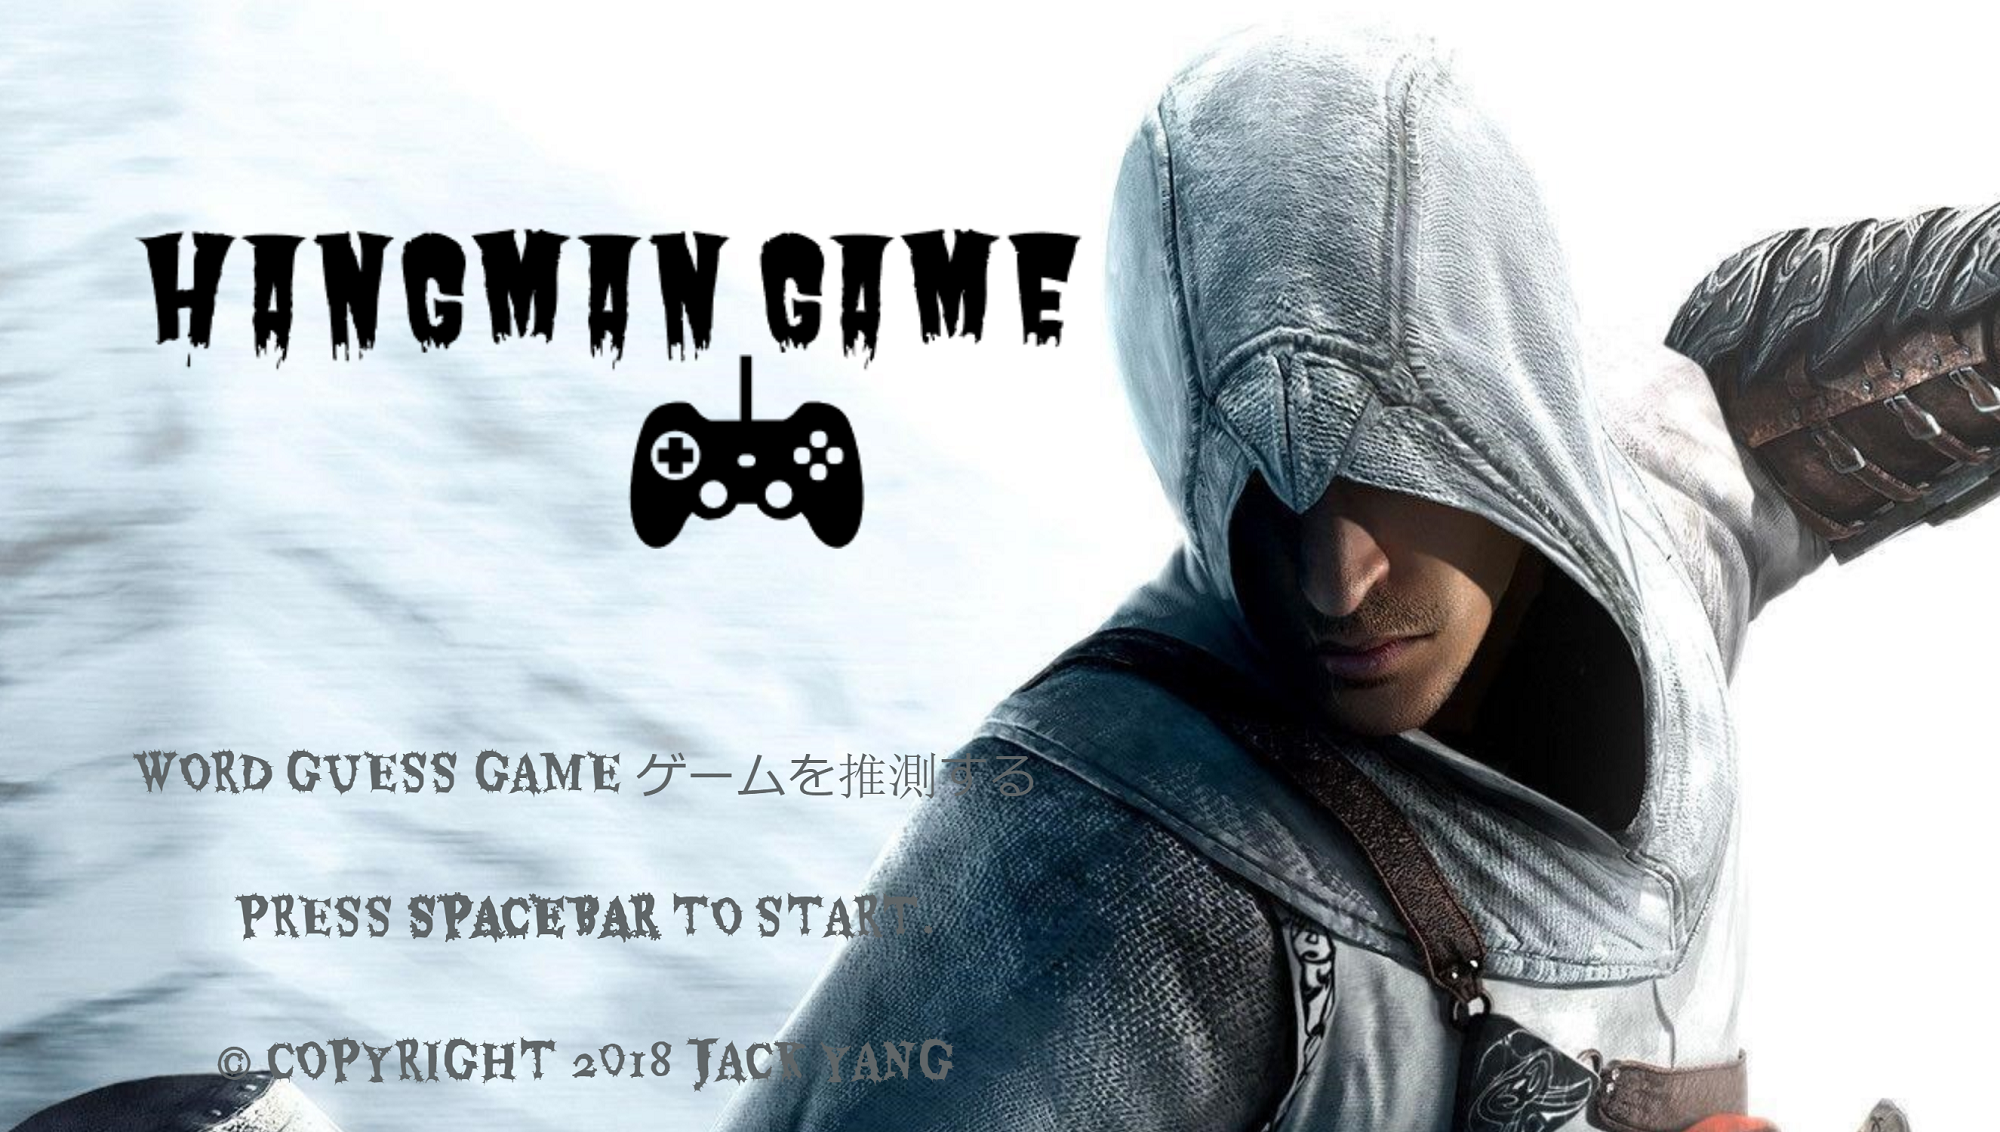 HANGMAN GAME
WORD GUESS GAME ゲームを推測する
PRESS SPACEBAR TO START.
© COPYRIGHT 2018 JACK YANG